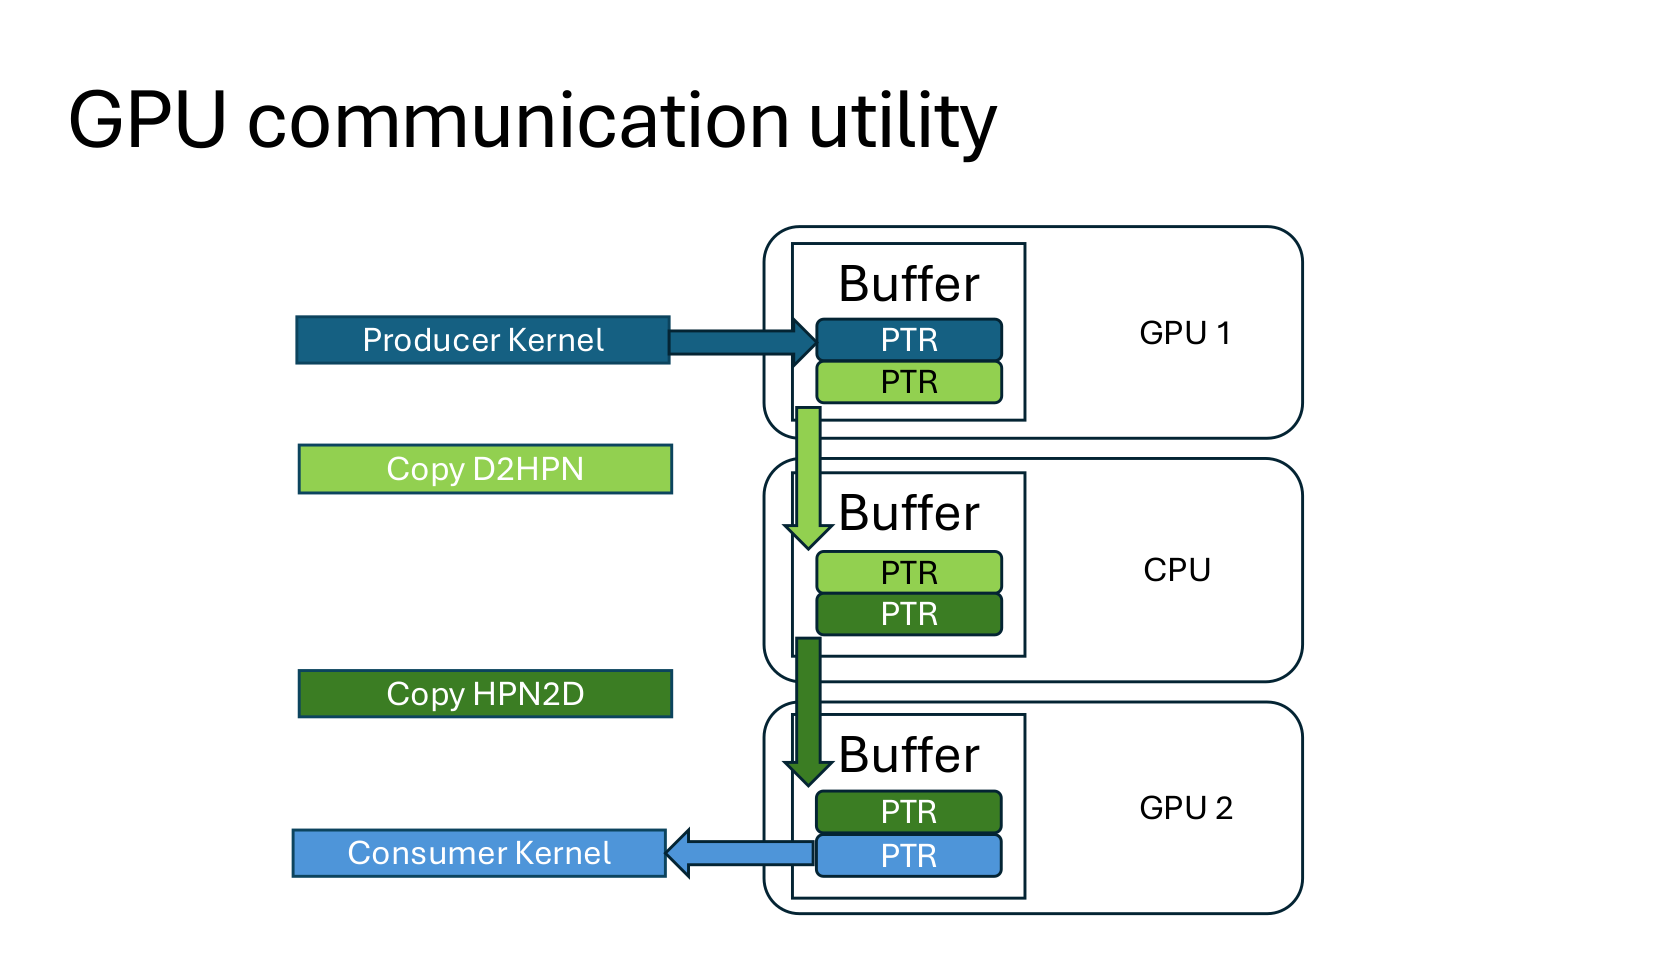 GPU communication utility
Buffer
Producer Kernel
PTR
GPU 1
PTR
Copy D2HPN
Buffer
PTR
CPU
PTR
Copy HPN2D
Buffer
PTR
GPU 2
Consumer Kernel
PTR